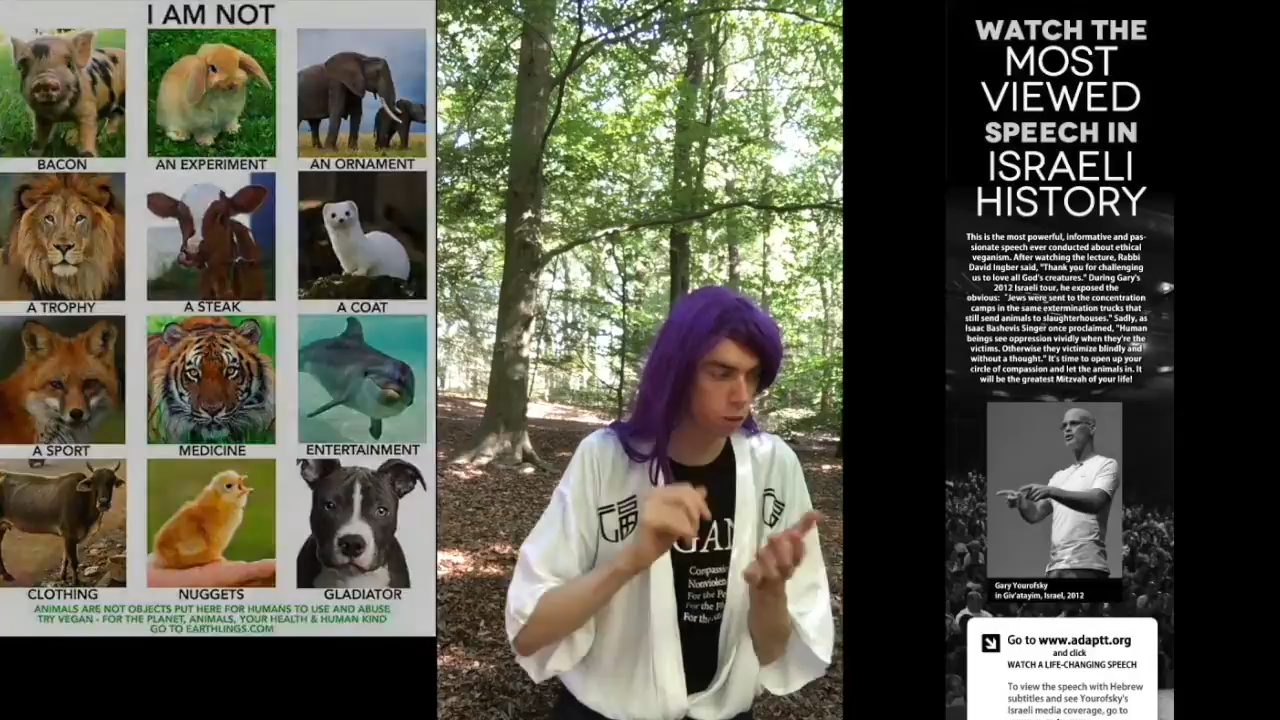 I AM NOT
BACON
AN EXPERIMENT
AN ORNAMENT
A TROPHY
A STEAK
A COAT
A SPORT
MEDICINE
ENTERTAINMENT
CLOTHING
NUGGETS
GLADIATOR
ANIMALS ARE NOT OBJECTS PUT HERE FOR HUMANS TO USE AND ABUSE
TRY VEGAN - FOR THE PLANET, ANIMALS, YOUR HEALTH & HUMAN KIND
GO TO EARTHLINGS.COM
福
GAN
Compassi
Nonviolen
For the Pe
For the Pl
For the
WATCH THE
MOST
VIEWED
SPEECH IN
ISRAELI
HISTORY
This is the most powerful, informative and pas-
sionate speech ever conducted about ethical
veganism. After watching the lecture, Rabbi
David Ingber said, "Thank you for challenging
us to love all God's creatures." During Gary's
2012 Israeli tour, he exposed the
obvious: "Jews were sent to the concentration
camps in the same extermination trucks that
still send animals to slaughterhouses." Sadly, as
Isaac Bashevis Singer once proclaimed, "Human
beings see oppression vividly when they're the
victims. Otherwise they victimize blindly and
without a thought." It's time to open up your
circle of compassion and let the animals in. It
will be the greatest Mitzvah of your life!
Gary Yourofsky
in Giv'atayim, Israel, 2012
Go to www.adaptt.org
and click
WATCH A LIFE-CHANGING SPEECH
To view the speech with Hebrew
subtitles and see Yourofsky's
Israeli media coverage, go to